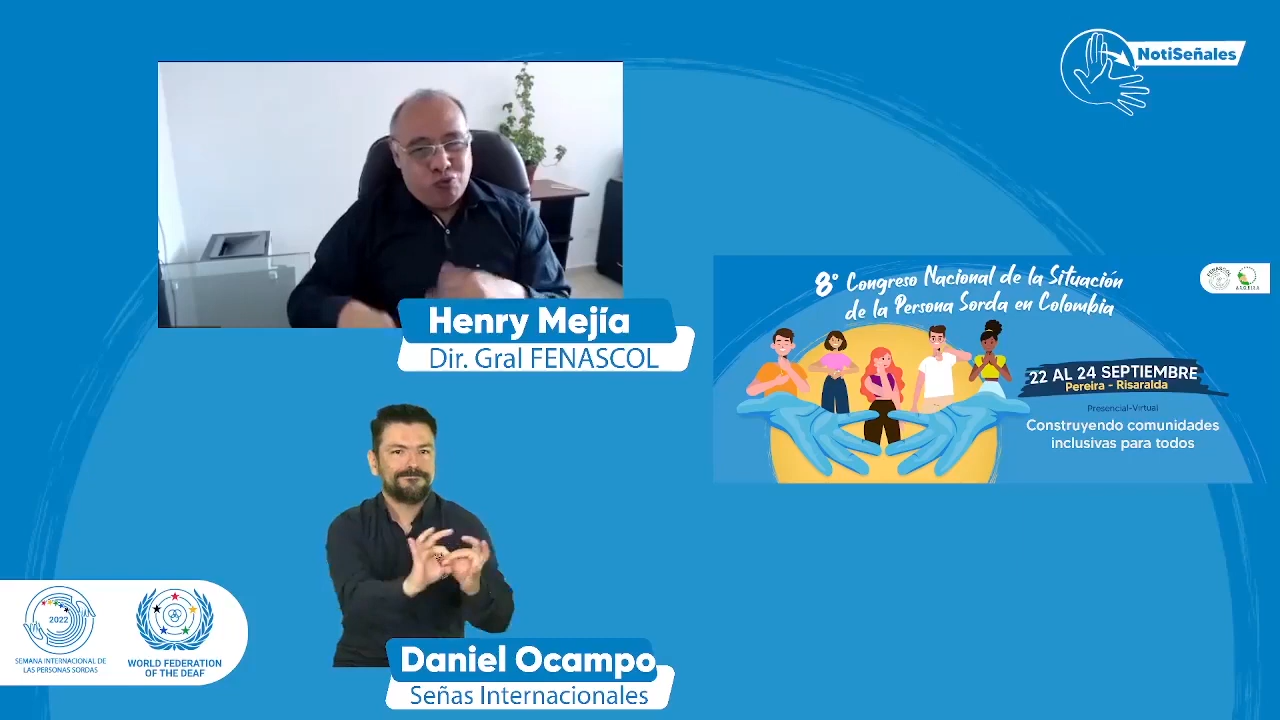 NotiSeñales
8° Congreso Nacional de la Situación
de la Persona Sorda en Colombia
FENASCOL
22 AL 24 SEPTIEMBRE
Pereira - Risaralda
Presencial-Virtual
Construyendo comunidades
inclusivas para todos
Henry Mejía
Dir. Gral FENASCOL
Daniel Ocampo
Señas Internacionales
2022
SEMANA INTERNACIONAL DE
LAS PERSONAS SORDAS
WORLD FEDERATION
OF THE DEAF